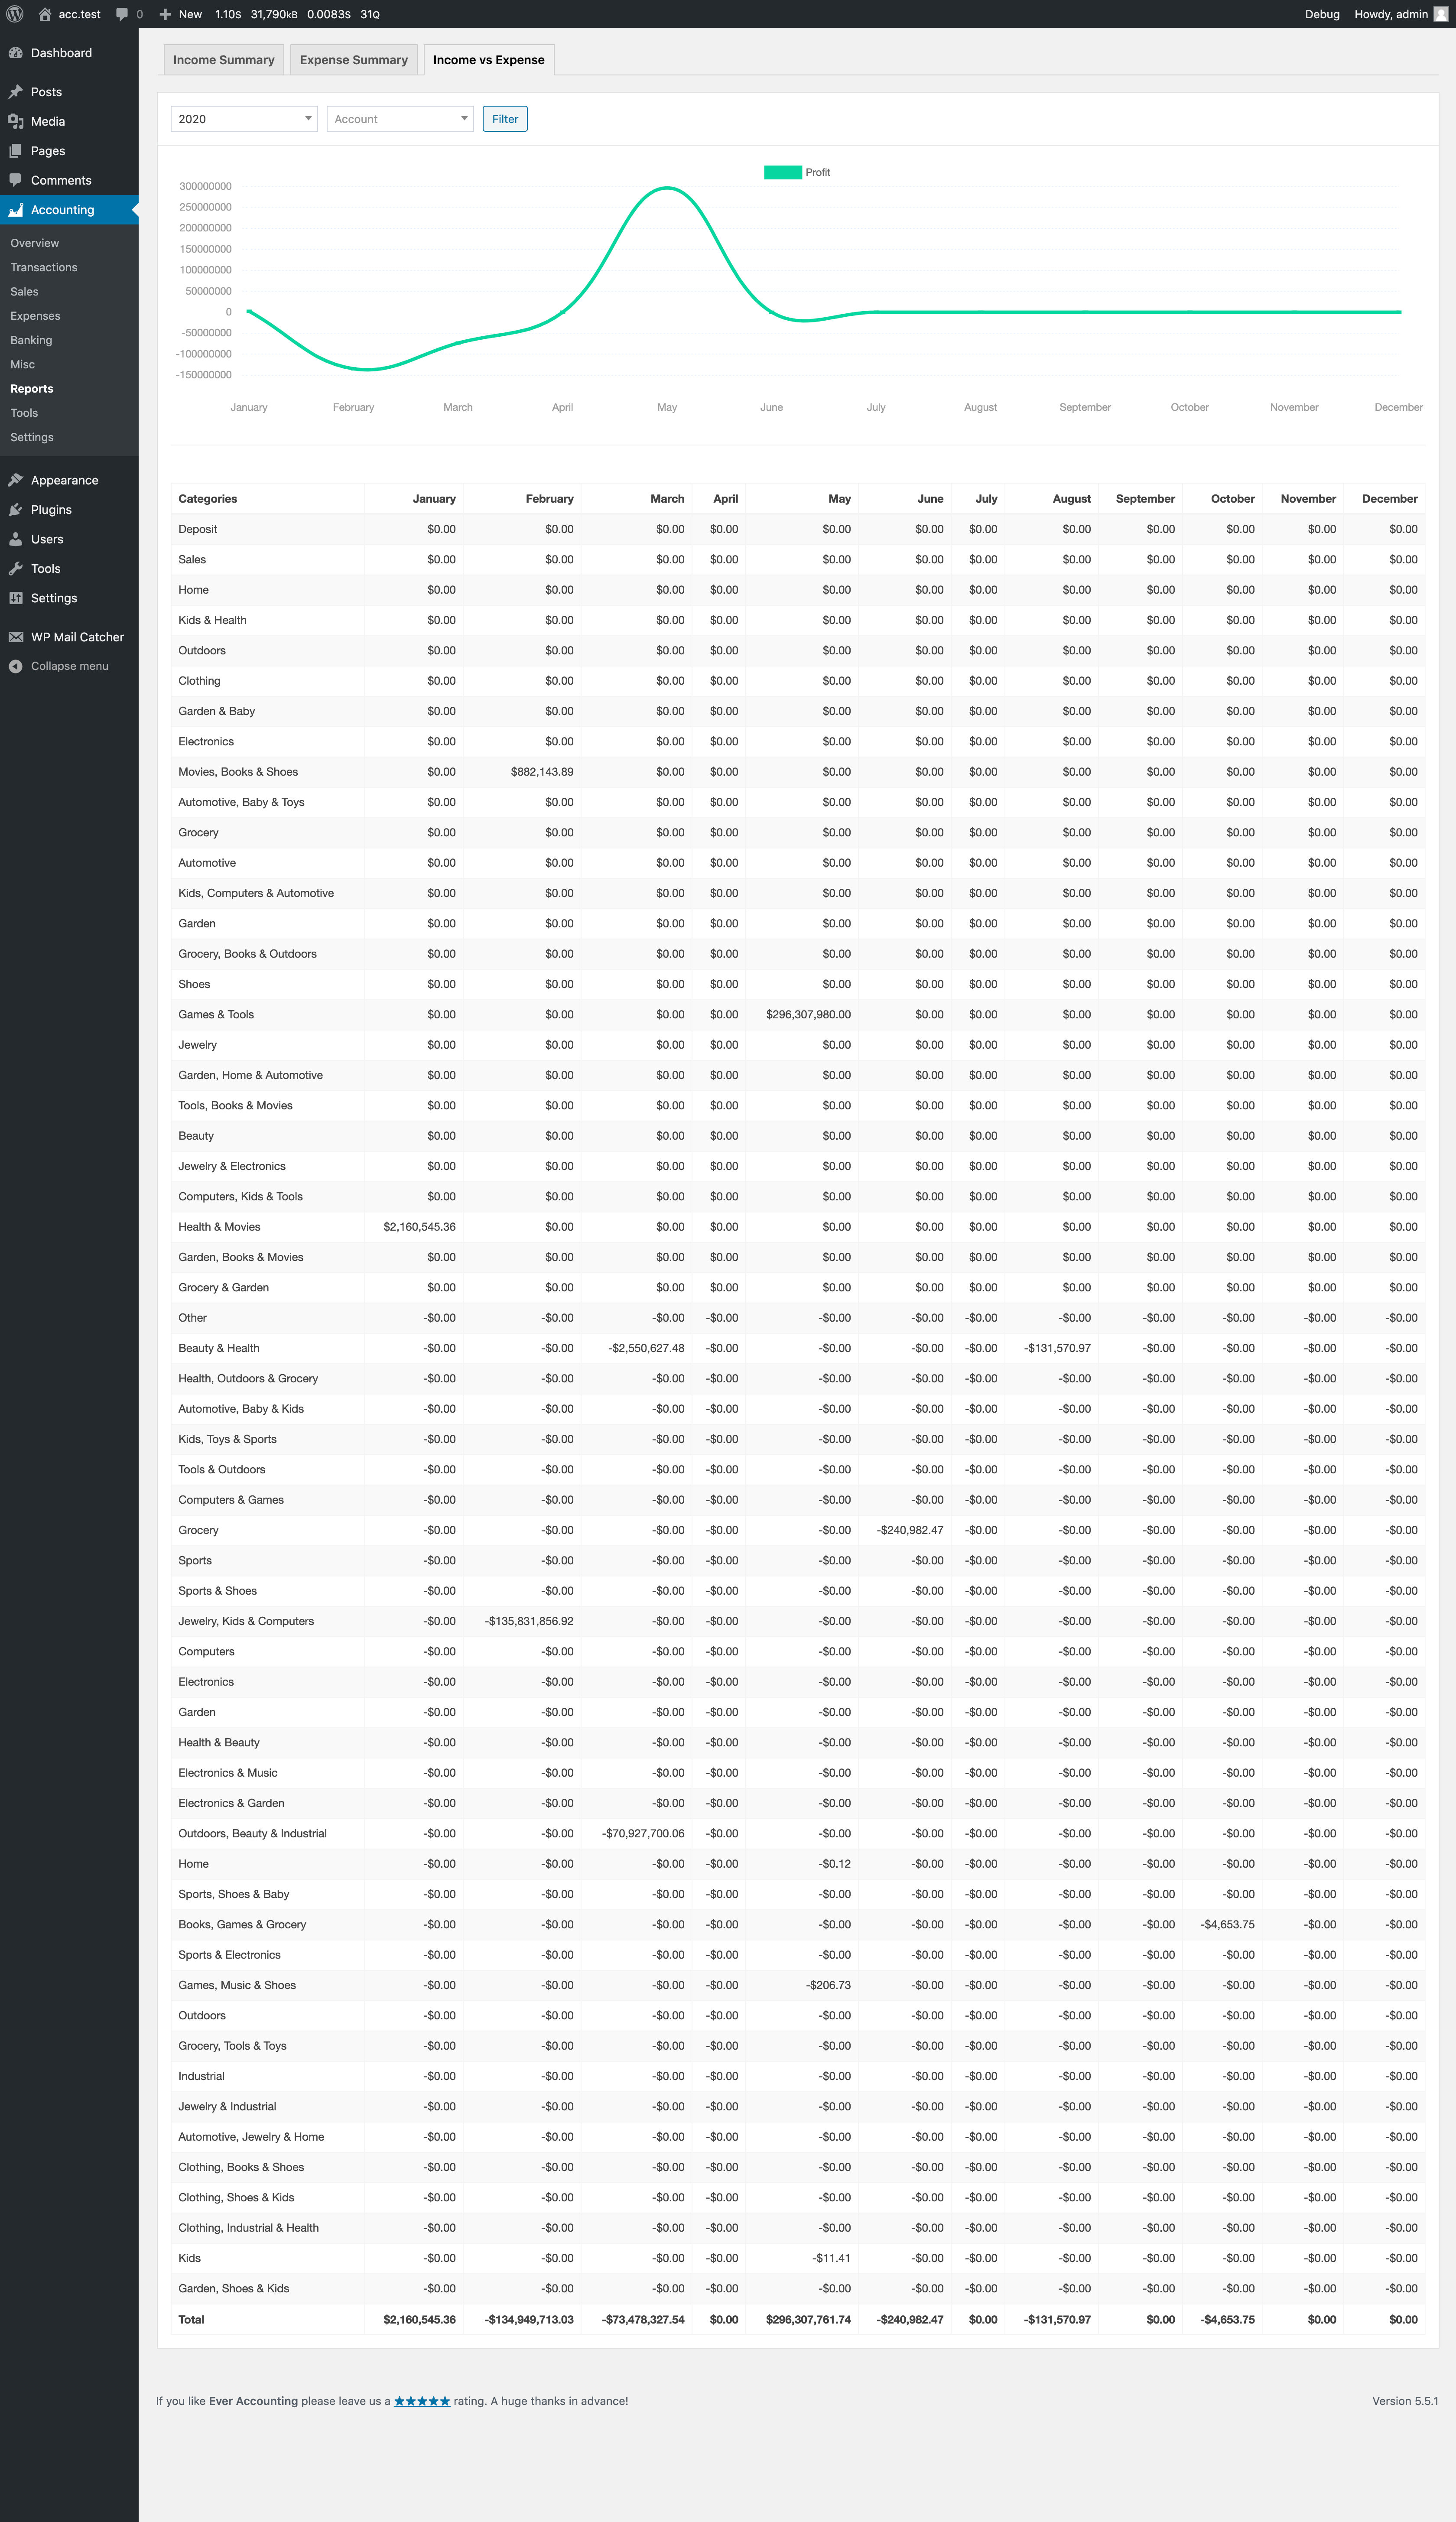 acc.test 0 New 1.10S 31,790KB 0.0083S 31Q Debug Howdy, admin
Dashboard
Posts
Media
Pages
Comments
Accounting
Overview
Transactions
Sales
Expenses
Banking
Misc
Reports
Tools
Settings
Appearance
Plugins
Users
Tools
Settings
WP Mail Catcher
Collapse menu
Income Summary Expense Summary Income vs Expense
2020 Account Filter
Profit
300000000
250000000
200000000
150000000
100000000
50000000
0
-50000000
-100000000
-150000000
January February March April May June July August September October November December
Categories January February March April May June July August September October November December
Deposit $0.00 $0.00 $0.00 $0.00 $0.00 $0.00 $0.00 $0.00 $0.00 $0.00 $0.00 $0.00
Sales $0.00 $0.00 $0.00 $0.00 $0.00 $0.00 $0.00 $0.00 $0.00 $0.00 $0.00 $0.00
Home $0.00 $0.00 $0.00 $0.00 $0.00 $0.00 $0.00 $0.00 $0.00 $0.00 $0.00 $0.00
Kids & Health $0.00 $0.00 $0.00 $0.00 $0.00 $0.00 $0.00 $0.00 $0.00 $0.00 $0.00 $0.00
Outdoors $0.00 $0.00 $0.00 $0.00 $0.00 $0.00 $0.00 $0.00 $0.00 $0.00 $0.00 $0.00
Clothing $0.00 $0.00 $0.00 $0.00 $0.00 $0.00 $0.00 $0.00 $0.00 $0.00 $0.00 $0.00
Garden & Baby $0.00 $0.00 $0.00 $0.00 $0.00 $0.00 $0.00 $0.00 $0.00 $0.00 $0.00 $0.00
Electronics $0.00 $0.00 $0.00 $0.00 $0.00 $0.00 $0.00 $0.00 $0.00 $0.00 $0.00 $0.00
Movies, Books & Shoes $0.00 $882,143.89 $0.00 $0.00 $0.00 $0.00 $0.00 $0.00 $0.00 $0.00 $0.00 $0.00
Automotive, Baby & Toys $0.00 $0.00 $0.00 $0.00 $0.00 $0.00 $0.00 $0.00 $0.00 $0.00 $0.00 $0.00
Grocery $0.00 $0.00 $0.00 $0.00 $0.00 $0.00 $0.00 $0.00 $0.00 $0.00 $0.00 $0.00
Automotive $0.00 $0.00 $0.00 $0.00 $0.00 $0.00 $0.00 $0.00 $0.00 $0.00 $0.00 $0.00
Kids, Computers & Automotive $0.00 $0.00 $0.00 $0.00 $0.00 $0.00 $0.00 $0.00 $0.00 $0.00 $0.00 $0.00
Garden $0.00 $0.00 $0.00 $0.00 $0.00 $0.00 $0.00 $0.00 $0.00 $0.00 $0.00 $0.00
Grocery, Books & Outdoors $0.00 $0.00 $0.00 $0.00 $0.00 $0.00 $0.00 $0.00 $0.00 $0.00 $0.00 $0.00
Shoes $0.00 $0.00 $0.00 $0.00 $0.00 $0.00 $0.00 $0.00 $0.00 $0.00 $0.00 $0.00
Games & Tools $0.00 $0.00 $0.00 $0.00 $296,307,980.00 $0.00 $0.00 $0.00 $0.00 $0.00 $0.00 $0.00
Jewelry $0.00 $0.00 $0.00 $0.00 $0.00 $0.00 $0.00 $0.00 $0.00 $0.00 $0.00 $0.00
Garden, Home & Automotive $0.00 $0.00 $0.00 $0.00 $0.00 $0.00 $0.00 $0.00 $0.00 $0.00 $0.00 $0.00
Tools, Books & Movies $0.00 $0.00 $0.00 $0.00 $0.00 $0.00 $0.00 $0.00 $0.00 $0.00 $0.00 $0.00
Beauty $0.00 $0.00 $0.00 $0.00 $0.00 $0.00 $0.00 $0.00 $0.00 $0.00 $0.00 $0.00
Jewelry & Electronics $0.00 $0.00 $0.00 $0.00 $0.00 $0.00 $0.00 $0.00 $0.00 $0.00 $0.00 $0.00
Computers, Kids & Tools $0.00 $0.00 $0.00 $0.00 $0.00 $0.00 $0.00 $0.00 $0.00 $0.00 $0.00 $0.00
Health & Movies $2,160,545.36 $0.00 $0.00 $0.00 $0.00 $0.00 $0.00 $0.00 $0.00 $0.00 $0.00 $0.00
Garden, Books & Movies $0.00 $0.00 $0.00 $0.00 $0.00 $0.00 $0.00 $0.00 $0.00 $0.00 $0.00 $0.00
Grocery & Garden $0.00 $0.00 $0.00 $0.00 $0.00 $0.00 $0.00 $0.00 $0.00 $0.00 $0.00 $0.00
Other -$0.00 -$0.00 -$0.00 -$0.00 -$0.00 -$0.00 -$0.00 -$0.00 -$0.00 -$0.00 -$0.00 -$0.00
Beauty & Health -$0.00 -$0.00 -$2,550,627.48 -$0.00 -$0.00 -$0.00 -$0.00 -$131,570.97 -$0.00 -$0.00 -$0.00 -$0.00
Health, Outdoors & Grocery -$0.00 -$0.00 -$0.00 -$0.00 -$0.00 -$0.00 -$0.00 -$0.00 -$0.00 -$0.00 -$0.00 -$0.00
Automotive, Baby & Kids -$0.00 -$0.00 -$0.00 -$0.00 -$0.00 -$0.00 -$0.00 -$0.00 -$0.00 -$0.00 -$0.00 -$0.00
Kids, Toys & Sports -$0.00 -$0.00 -$0.00 -$0.00 -$0.00 -$0.00 -$0.00 -$0.00 -$0.00 -$0.00 -$0.00 -$0.00
Tools & Outdoors -$0.00 -$0.00 -$0.00 -$0.00 -$0.00 -$0.00 -$0.00 -$0.00 -$0.00 -$0.00 -$0.00 -$0.00
Computers & Games -$0.00 -$0.00 -$0.00 -$0.00 -$0.00 -$0.00 -$0.00 -$0.00 -$0.00 -$0.00 -$0.00 -$0.00
Grocery -$0.00 -$0.00 -$0.00 -$0.00 -$0.00 -$240,982.47 -$0.00 -$0.00 -$0.00 -$0.00 -$0.00 -$0.00
Sports -$0.00 -$0.00 -$0.00 -$0.00 -$0.00 -$0.00 -$0.00 -$0.00 -$0.00 -$0.00 -$0.00 -$0.00
Sports & Shoes -$0.00 -$0.00 -$0.00 -$0.00 -$0.00 -$0.00 -$0.00 -$0.00 -$0.00 -$0.00 -$0.00 -$0.00
Jewelry, Kids & Computers -$0.00 -$135,831,856.92 -$0.00 -$0.00 -$0.00 -$0.00 -$0.00 -$0.00 -$0.00 -$0.00 -$0.00 -$0.00
Computers -$0.00 -$0.00 -$0.00 -$0.00 -$0.00 -$0.00 -$0.00 -$0.00 -$0.00 -$0.00 -$0.00 -$0.00
Electronics -$0.00 -$0.00 -$0.00 -$0.00 -$0.00 -$0.00 -$0.00 -$0.00 -$0.00 -$0.00 -$0.00 -$0.00
Garden -$0.00 -$0.00 -$0.00 -$0.00 -$0.00 -$0.00 -$0.00 -$0.00 -$0.00 -$0.00 -$0.00 -$0.00
Health & Beauty -$0.00 -$0.00 -$0.00 -$0.00 -$0.00 -$0.00 -$0.00 -$0.00 -$0.00 -$0.00 -$0.00 -$0.00
Electronics & Music -$0.00 -$0.00 -$0.00 -$0.00 -$0.00 -$0.00 -$0.00 -$0.00 -$0.00 -$0.00 -$0.00 -$0.00
Electronics & Garden -$0.00 -$0.00 -$0.00 -$0.00 -$0.00 -$0.00 -$0.00 -$0.00 -$0.00 -$0.00 -$0.00 -$0.00
Outdoors, Beauty & Industrial -$0.00 -$0.00 -$70,927,700.06 -$0.00 -$0.00 -$0.00 -$0.00 -$0.00 -$0.00 -$0.00 -$0.00 -$0.00
Home -$0.00 -$0.00 -$0.00 -$0.00 -$0.12 -$0.00 -$0.00 -$0.00 -$0.00 -$0.00 -$0.00 -$0.00
Sports, Shoes & Baby -$0.00 -$0.00 -$0.00 -$0.00 -$0.00 -$0.00 -$0.00 -$0.00 -$0.00 -$0.00 -$0.00 -$0.00
Books, Games & Grocery -$0.00 -$0.00 -$0.00 -$0.00 -$0.00 -$0.00 -$0.00 -$0.00 -$0.00 -$4,653.75 -$0.00 -$0.00
Sports & Electronics -$0.00 -$0.00 -$0.00 -$0.00 -$0.00 -$0.00 -$0.00 -$0.00 -$0.00 -$0.00 -$0.00 -$0.00
Games, Music & Shoes -$0.00 -$0.00 -$0.00 -$0.00 -$206.73 -$0.00 -$0.00 -$0.00 -$0.00 -$0.00 -$0.00 -$0.00
Outdoors -$0.00 -$0.00 -$0.00 -$0.00 -$0.00 -$0.00 -$0.00 -$0.00 -$0.00 -$0.00 -$0.00 -$0.00
Grocery, Tools & Toys -$0.00 -$0.00 -$0.00 -$0.00 -$0.00 -$0.00 -$0.00 -$0.00 -$0.00 -$0.00 -$0.00 -$0.00
Industrial -$0.00 -$0.00 -$0.00 -$0.00 -$0.00 -$0.00 -$0.00 -$0.00 -$0.00 -$0.00 -$0.00 -$0.00
Jewelry & Industrial -$0.00 -$0.00 -$0.00 -$0.00 -$0.00 -$0.00 -$0.00 -$0.00 -$0.00 -$0.00 -$0.00 -$0.00
Automotive, Jewelry & Home -$0.00 -$0.00 -$0.00 -$0.00 -$0.00 -$0.00 -$0.00 -$0.00 -$0.00 -$0.00 -$0.00 -$0.00
Clothing, Books & Shoes -$0.00 -$0.00 -$0.00 -$0.00 -$0.00 -$0.00 -$0.00 -$0.00 -$0.00 -$0.00 -$0.00 -$0.00
Clothing, Shoes & Kids -$0.00 -$0.00 -$0.00 -$0.00 -$0.00 -$0.00 -$0.00 -$0.00 -$0.00 -$0.00 -$0.00 -$0.00
Clothing, Industrial & Health -$0.00 -$0.00 -$0.00 -$0.00 -$0.00 -$0.00 -$0.00 -$0.00 -$0.00 -$0.00 -$0.00 -$0.00
Kids -$0.00 -$0.00 -$0.00 -$0.00 -$11.41 -$0.00 -$0.00 -$0.00 -$0.00 -$0.00 -$0.00 -$0.00
Garden, Shoes & Kids -$0.00 -$0.00 -$0.00 -$0.00 -$0.00 -$0.00 -$0.00 -$0.00 -$0.00 -$0.00 -$0.00 -$0.00
Total $2,160,545.36 -$134,949,713.03 -$73,478,327.54 $0.00 $296,307,761.74 -$240,982.47 $0.00 -$131,570.97 $0.00 -$4,653.75 $0.00 $0.00
If you like Ever Accounting please leave us a ★★★★★ rating. A huge thanks in advance! Version 5.5.1